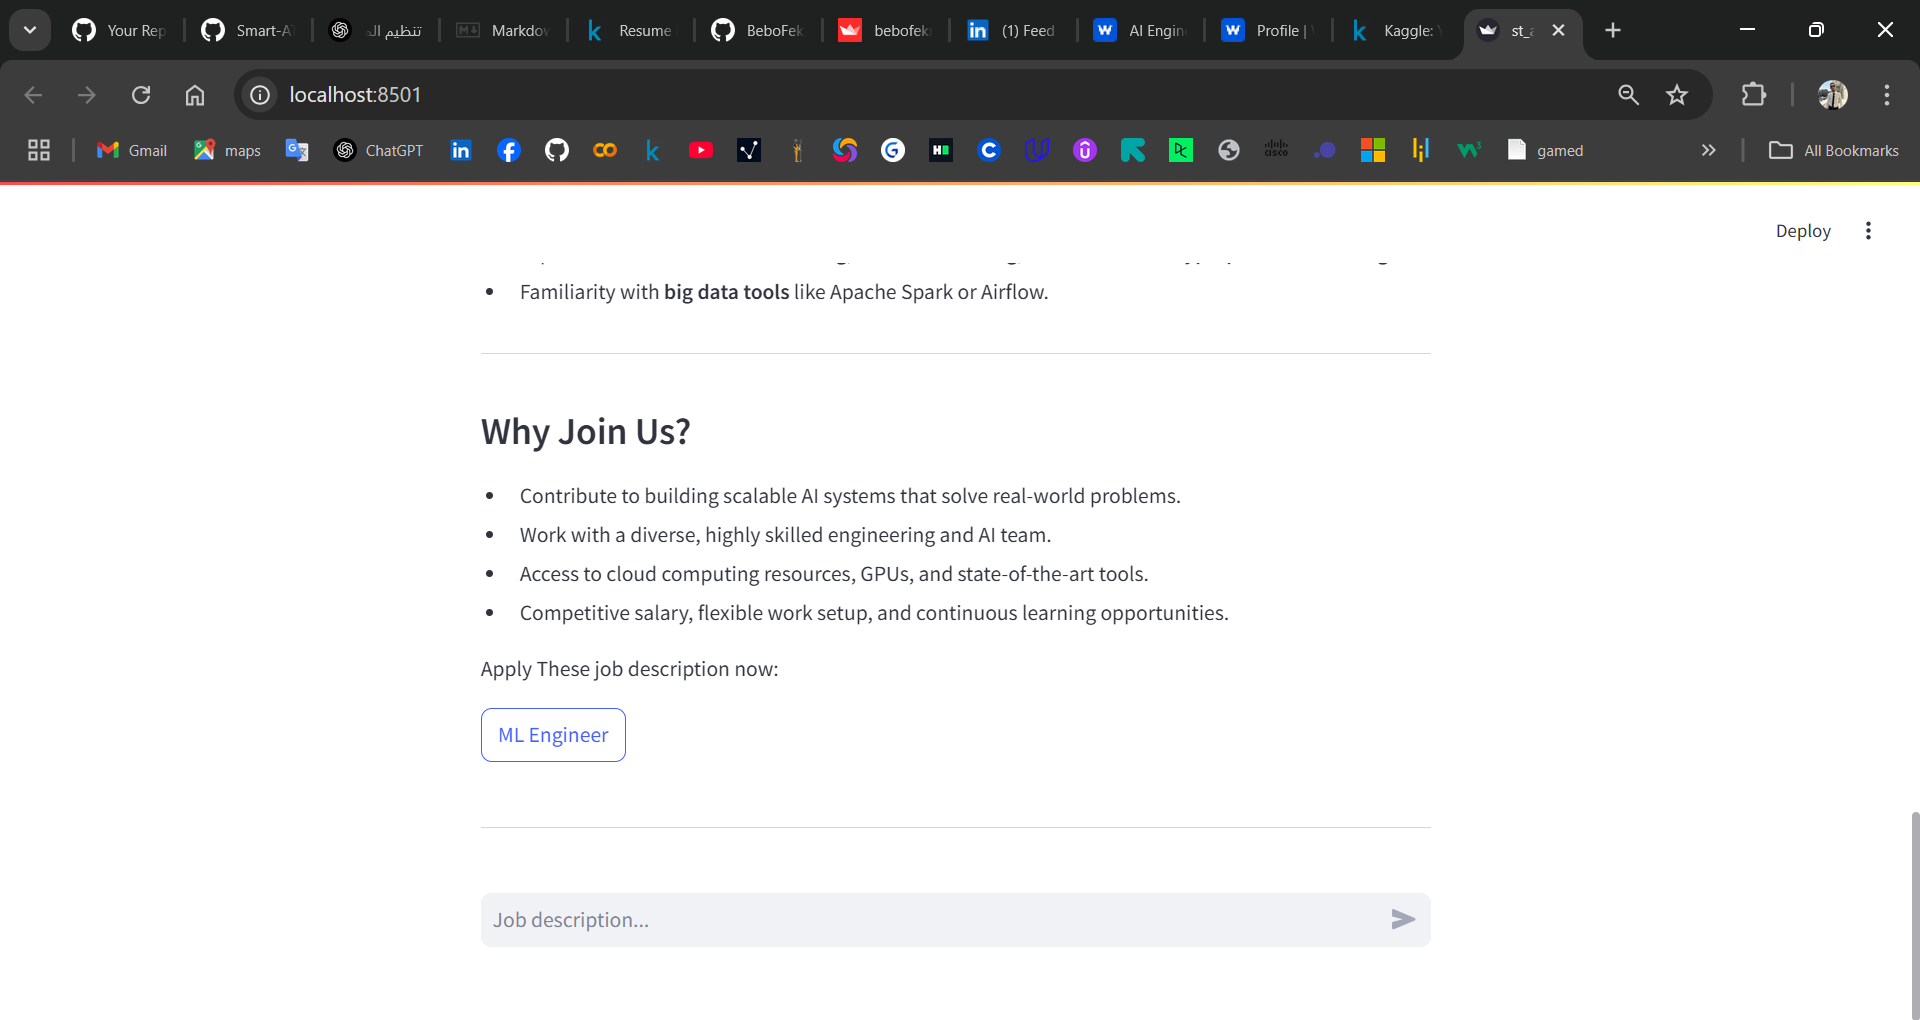 Your Rep
Smart-AT
تنظيم الم
Markdow
Resume
BeboFek
bebofek
(1) Feed
AI Engin
Profile |
Kaggle: Y
st_a
localhost:8501
Gmail
maps
ChatGPT
cisco
gamed
All Bookmarks
Deploy
Familiarity with big data tools like Apache Spark or Airflow.
Why Join Us?
Contribute to building scalable AI systems that solve real-world problems.
Work with a diverse, highly skilled engineering and AI team.
Access to cloud computing resources, GPUs, and state-of-the-art tools.
Competitive salary, flexible work setup, and continuous learning opportunities.
Apply These job description now:
ML Engineer
Job description...